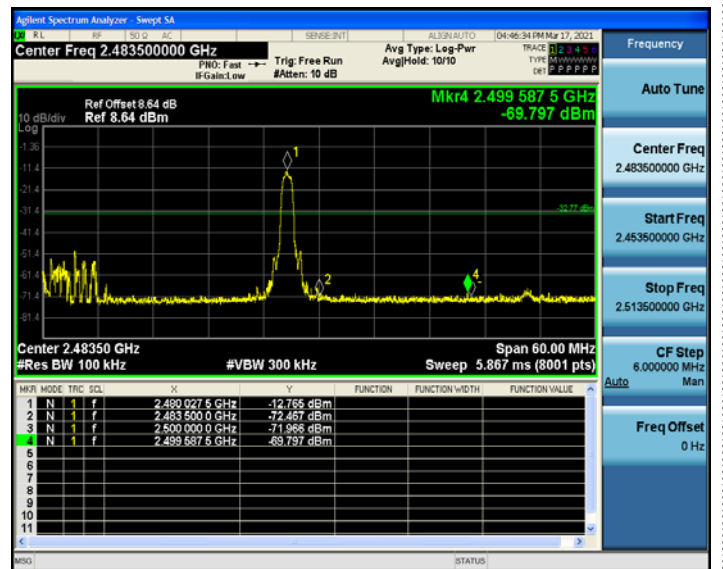 Agilent Spectrum Analyzer - Swept SA
RL RF 50 Ω AC SENSE:INT ALIGNAUTO 04:46:34 PM Mar 17, 2021
Center Freq 2.483500000 GHz
PNO: Fast
IFGain:Low
Trig: Free Run
#Atten: 10 dB
Avg Type: Log-Pwr
Avg|Hold: 10/10
TRACE 1 2 3 4 5 6
TYPE MWWWWW
DET P P P P P P
Ref Offset 8.64 dB
10 dB/div Ref 8.64 dBm
Log
Mkr4 2.499 587 5 GHz
-69.797 dBm
-1.36
-11.4
-21.4
-31.4
-41.4
-51.4
-61.4
-71.4
-81.4
1
2
4
-32.77 dBm
Center 2.48350 GHz Span 60.00 MHz
#Res BW 100 kHz #VBW 300 kHz Sweep 5.867 ms (8001 pts)
MKR MODE TRC SCL X Y FUNCTION FUNCTION WIDTH FUNCTION VALUE
1 N 1 f 2.480 027 5 GHz -12.765 dBm
2 N 1 f 2.483 500 0 GHz -72.467 dBm
3 N 1 f 2.500 000 0 GHz -71.966 dBm
4 N 1 f 2.499 587 5 GHz -69.797 dBm
5
6
7
8
9
10
11
MSG STATUS
Frequency
Auto Tune
Center Freq
2.483500000 GHz
Start Freq
2.453500000 GHz
Stop Freq
2.513500000 GHz
CF Step
6.000000 MHz
Auto Man
Freq Offset
0 Hz